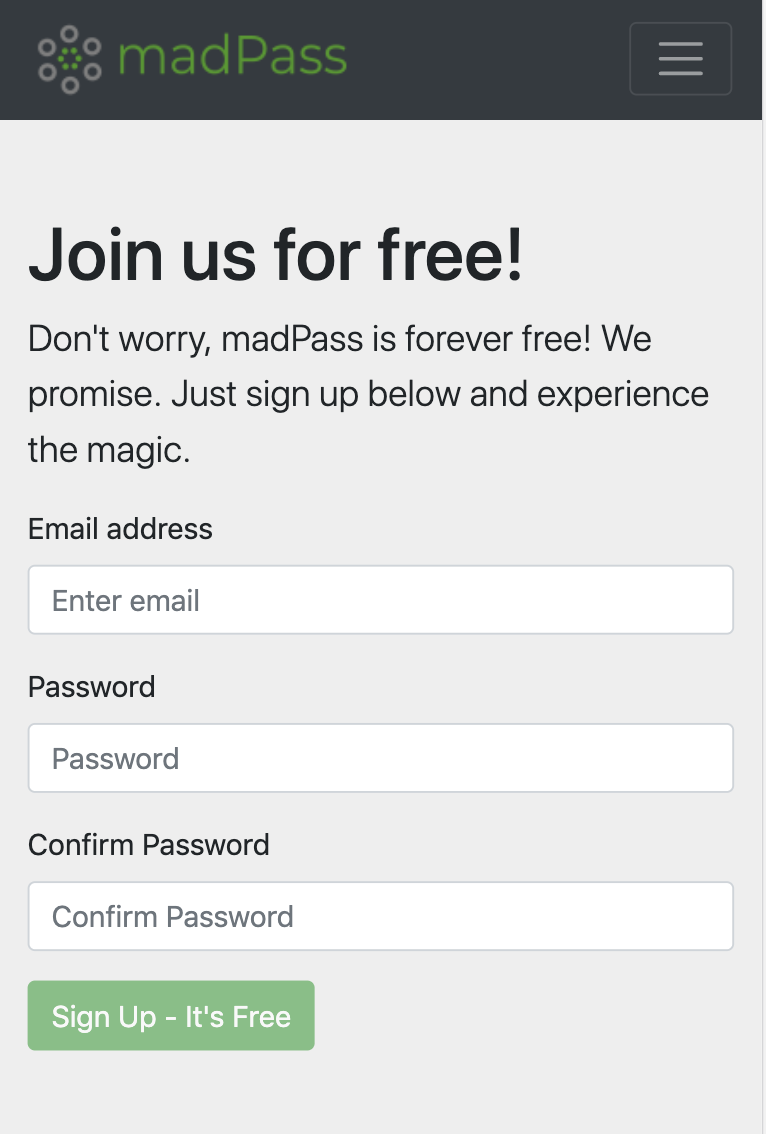 madPass
Join us for free!
Don't worry, madPass is forever free! We
promise. Just sign up below and experience
the magic.
Email address
Enter email
Password
Password
Confirm Password
Confirm Password
Sign Up - It's Free